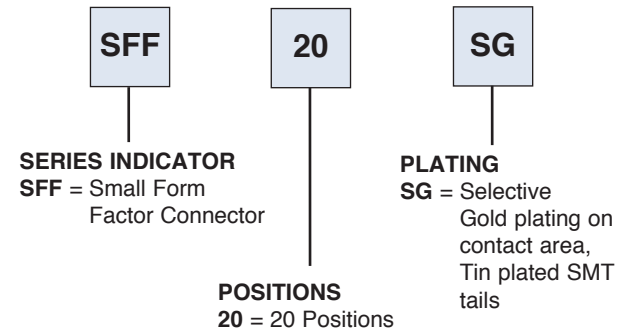 SFF
20
SG
SERIES INDICATOR
SFF = Small Form
Factor Connector
PLATING
SG = Selective
Gold plating on
contact area,
Tin plated SMT
tails
POSITIONS
20 = 20 Positions